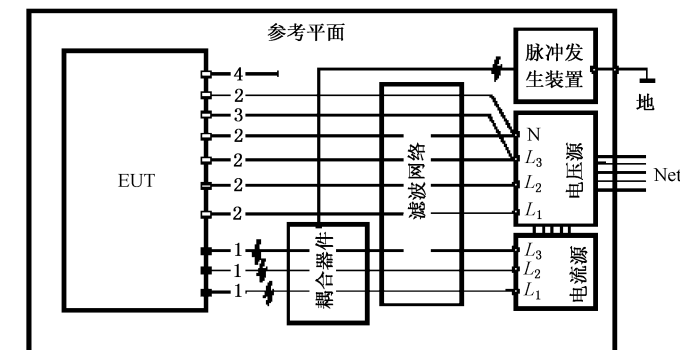 参考平面
脉冲发
生装置
地
EUT
4
2
3
2
2
2
2
1
1
1
耦合器件
滤波网络
N
L₃
L₂
L₁
电压源
Net
L₃
L₂
L₁
电流源